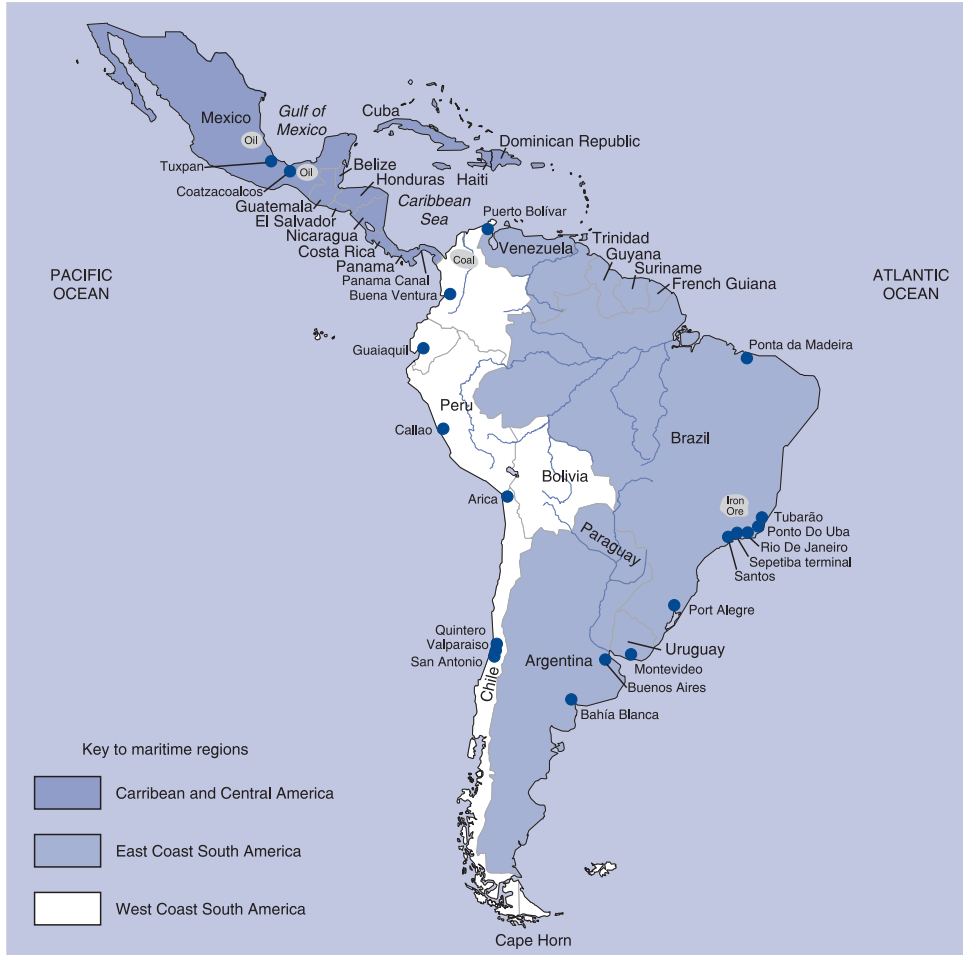 Mexico
Gulf of
Mexico
Cuba
Oil
Dominican Republic
Tuxpan
Oil
Belize
Haiti
Coatzacoalcos
Honduras
Guatemala
Caribbean
Sea
El Salvador
Puerto Bolívar
Nicaragua
Trinidad
Costa Rica
Venezuela
Guyana
Panama
Coal
Suriname
PACIFIC
OCEAN
Panama Canal
French Guiana
ATLANTIC
OCEAN
Buena Ventura
Guaiaquil
Ponta da Madeira
Peru
Callao
Brazil
Bolivia
Arica
Iron
Ore
Tubarão
Ponto Do Uba
Paraguay
Rio De Janeiro
Sepetiba terminal
Santos
Port Alegre
Quintero
Valparaiso
Uruguay
San Antonio
Argentina
Montevideo
Chile
Buenos Aires
Bahía Blanca
Key to maritime regions
Carribean and Central America
East Coast South America
West Coast South America
Cape Horn